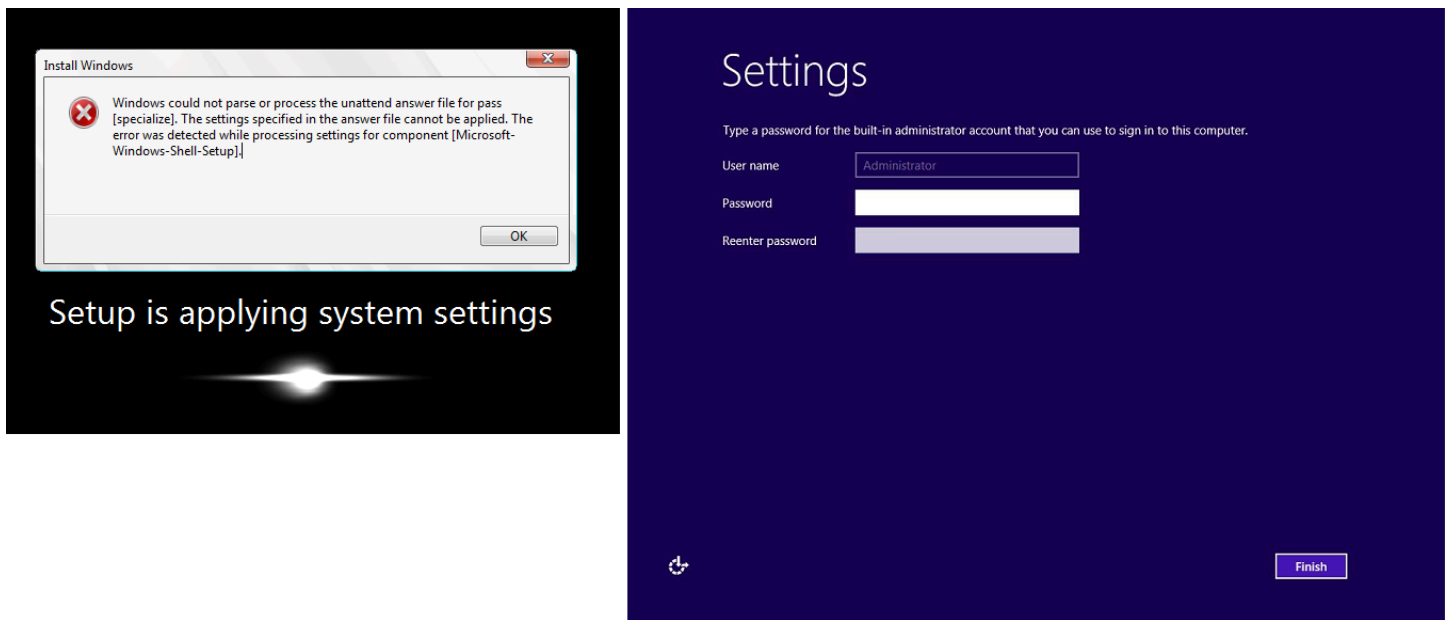 Install Windows
Windows could not parse or process the unattend answer file for pass
[specialize]. The settings specified in the answer file cannot be applied. The
error was detected while processing settings for component [Microsoft-
Windows-Shell-Setup].
OK
Setup is applying system settings
Settings
Type a password for the built-in administrator account that you can use to sign in to this computer.
User name
Administrator
Password
Reenter password
Finish